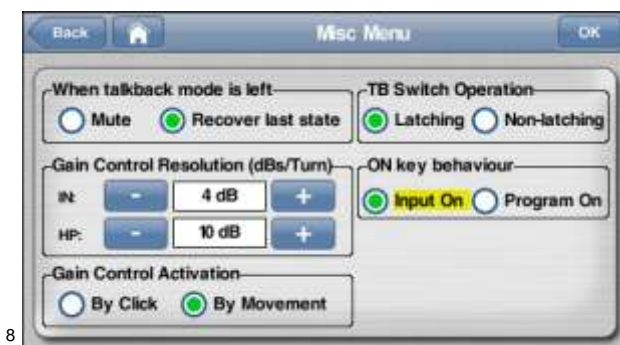 Back
Misc Menu
OK
When talkback mode is left
Mute
Recover last state
TB Switch Operation
Latching
Non-latching
Gain Control Resolution (dBs/Turn)
IN:
-
4 dB
+
HP:
-
10 dB
+
ON key behaviour
Input On
Program On
Gain Control Activation
By Click
By Movement
8